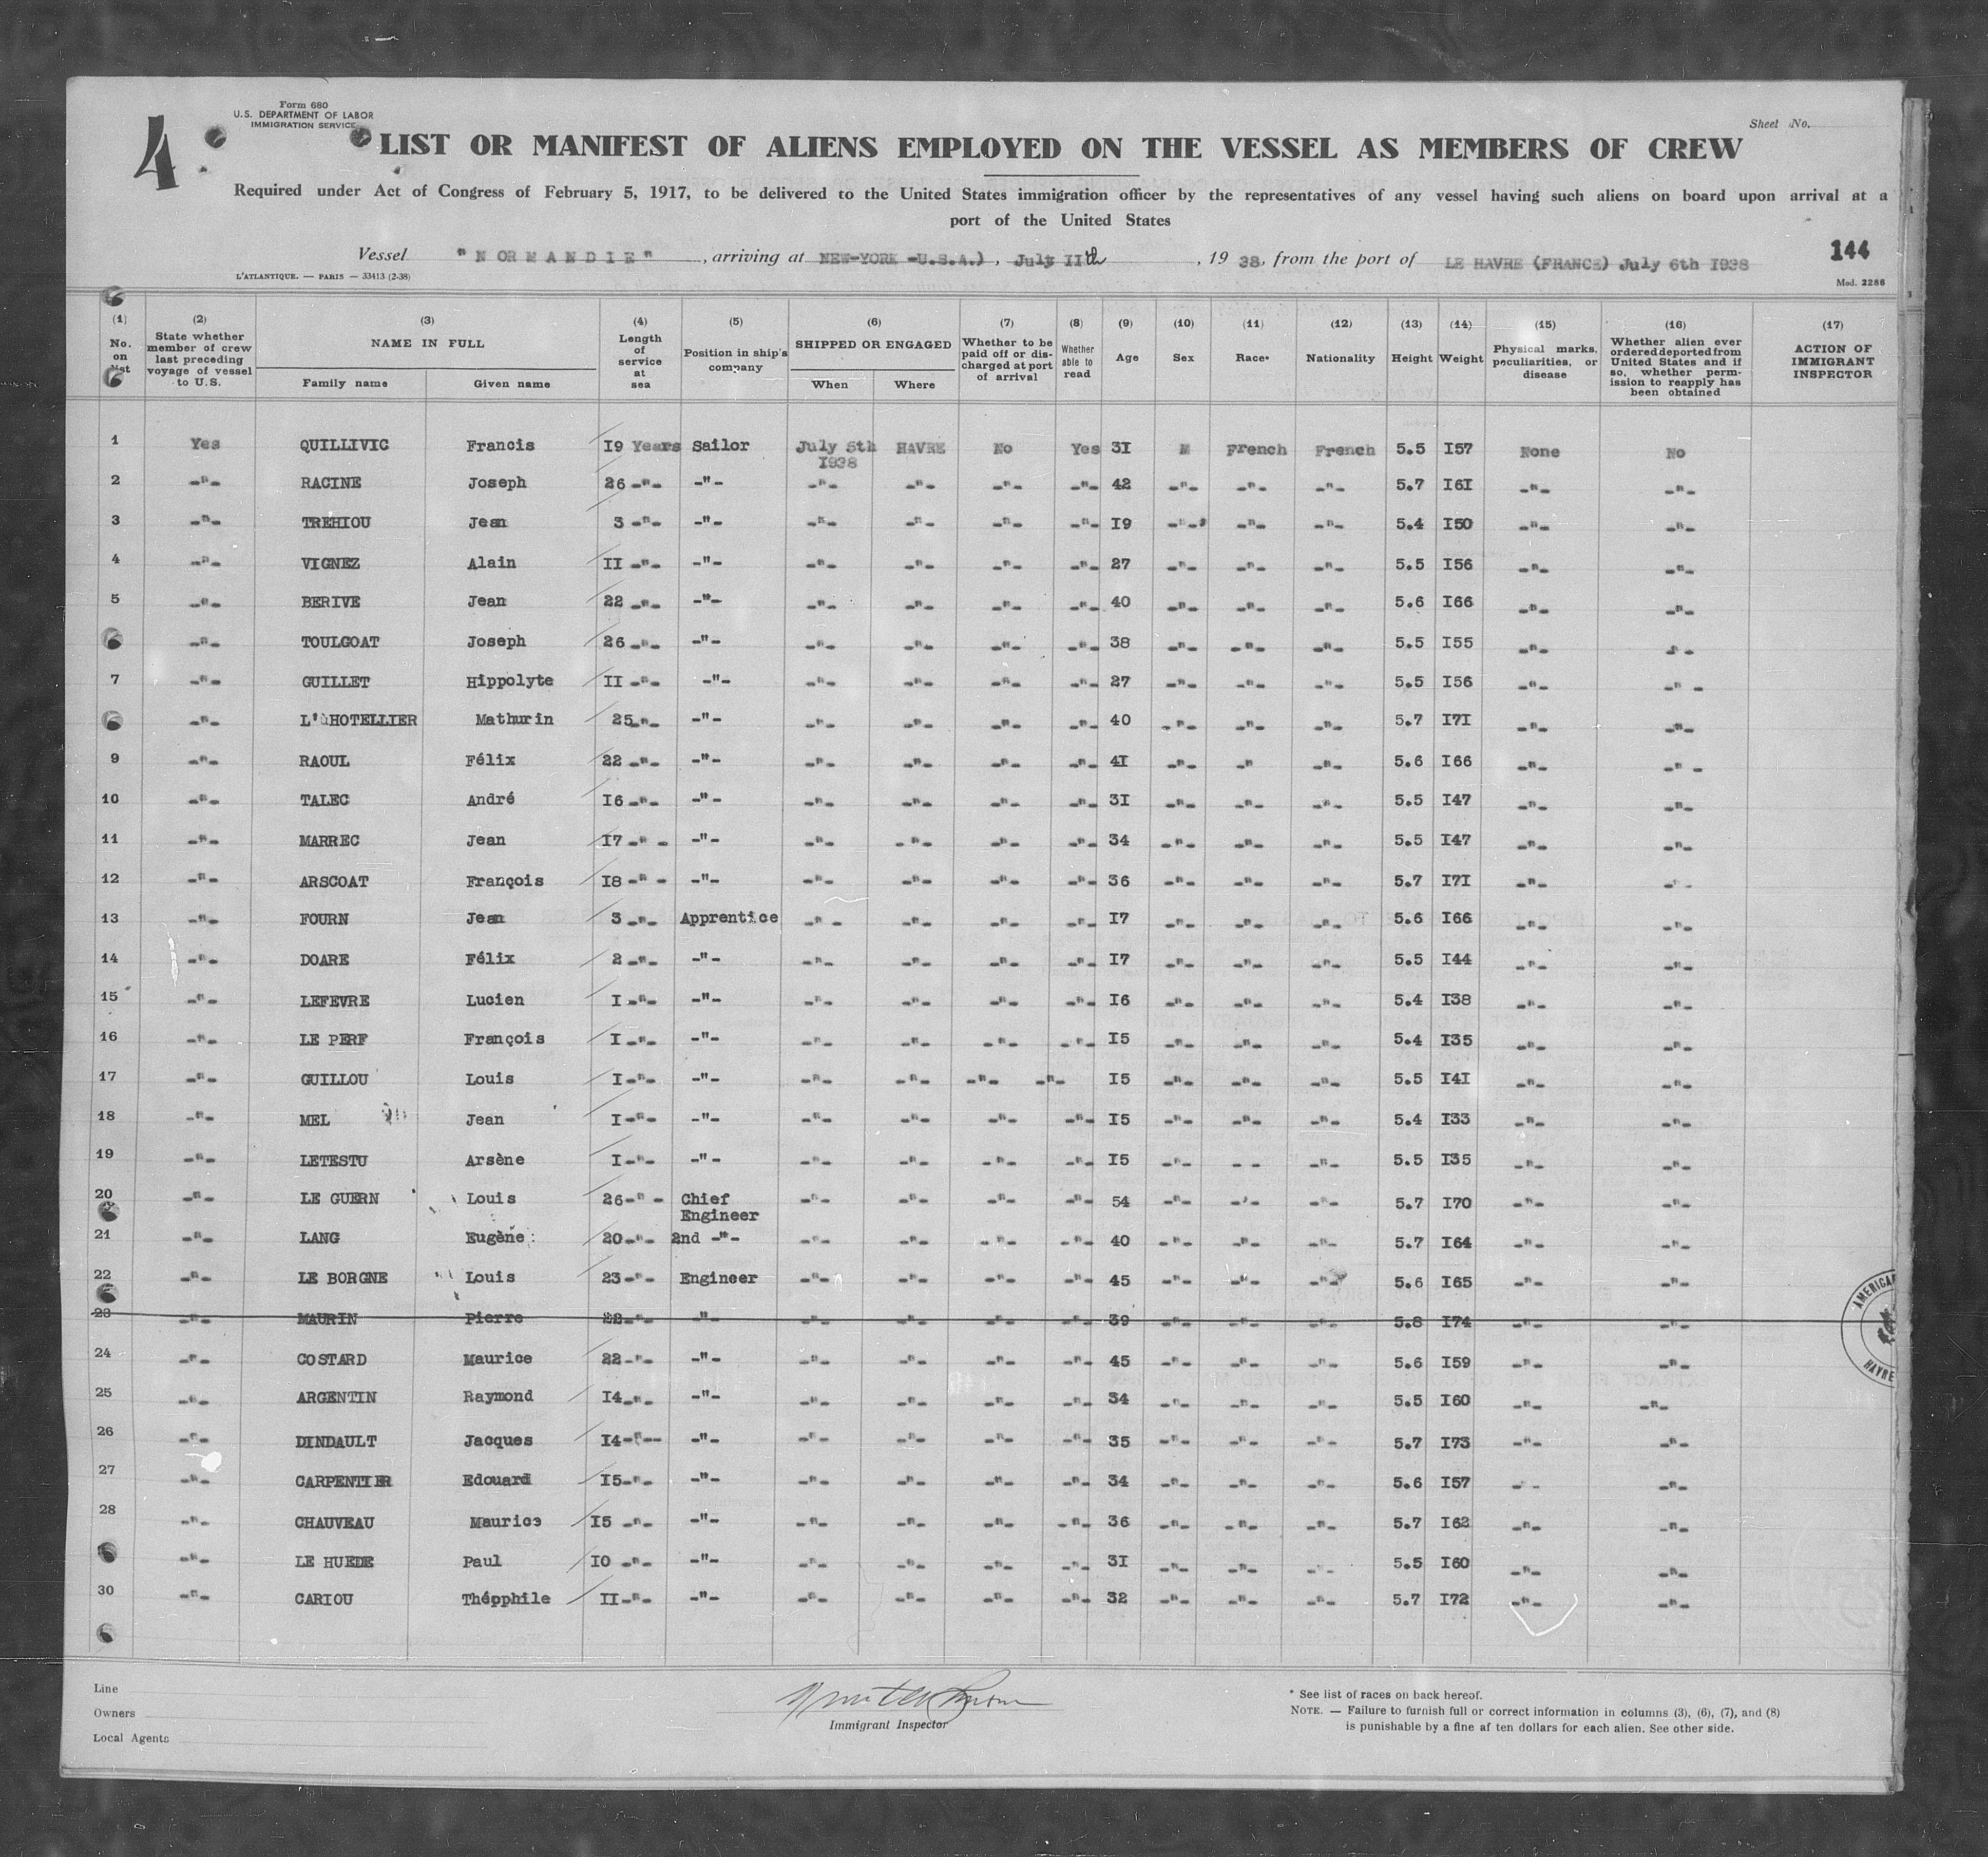 4
Form 680
U.S. DEPARTMENT OF LABOR
IMMIGRATION SERVICE
Sheet No.
LIST OR MANIFEST OF ALIENS EMPLOYED ON THE VESSEL AS MEMBERS OF CREW
Required under Act of Congress of February 5, 1917, to be delivered to the United States immigration officer by the representatives of any vessel having such aliens on board upon arrival at a
port of the United States
Vessel "NORMANDIE" , arriving at NEW-YORK -U.S.A.) , July IIth , 19 38, from the port of LE HAVRE (FRANCE) July 6th I938
144
L'ATLANTIQUE. — PARIS — 33413 (2-38)
Mod. 2286
(1) No. on list (2) State whether member of crew last preceding voyage of vessel to U.S. (3) NAME IN FULL Family name Given name (4) Length of service at sea (5) Position in ship's company (6) SHIPPED OR ENGAGED When Where (7) Whether to be paid off or discharged at port of arrival (8) Whether able to read (9) Age (10) Sex (11) Race* (12) Nationality (13) Height (14) Weight (15) Physical marks, peculiarities, or disease (16) Whether alien ever ordered deported from United States and if so, whether permission to reapply has been obtained (17) ACTION OF IMMIGRANT INSPECTOR
1 Yes QUILLIVIC Francis I9 Years Sailor July 5th I938 HAVRE No Yes 3I M French French 5.5 I57 None No
2 -"- RACINE Joseph 26 -"- -"- -"- -"- -"- -"- 42 -"- -"- -"- 5.7 I6I -"- -"-
3 -"- TREHIOU Jean 3 -"- -"- -"- -"- -"- -"- I9 -"- -"- -"- 5.4 I50 -"- -"-
4 -"- VIGNEZ Alain II -"- -"- -"- -"- -"- -"- 27 -"- -"- -"- 5.5 I56 -"- -"-
5 -"- BERIVE Jean 22 -"- -"- -"- -"- -"- -"- 40 -"- -"- -"- 5.6 I66 -"- -"-
-"- TOULGOAT Joseph 26 -"- -"- -"- -"- -"- -"- 38 -"- -"- -"- 5.5 I55 -"- -"-
7 -"- GUILLET Hippolyte II -"- -"- -"- -"- -"- -"- 27 -"- -"- -"- 5.5 I56 -"- -"-
-"- L'HOTELLIER Mathurin 25 -"- -"- -"- -"- -"- -"- 40 -"- -"- -"- 5.7 I7I -"- -"-
9 -"- RAOUL Félix 22 -"- -"- -"- -"- -"- -"- 4I -"- -"- -"- 5.6 I66 -"- -"-
10 -"- TALEC André I6 -"- -"- -"- -"- -"- -"- 3I -"- -"- -"- 5.5 I47 -"- -"-
11 -"- MARREC Jean I7 -"- -"- -"- -"- -"- -"- 34 -"- -"- -"- 5.5 I47 -"- -"-
12 -"- ARSCOAT François I8 -"- -"- -"- -"- -"- -"- 36 -"- -"- -"- 5.7 I7I -"- -"-
13 -"- FOURN Jean 3 -"- Apprentice -"- -"- -"- -"- I7 -"- -"- -"- 5.6 I66 -"- -"-
14 -"- DOARE Félix 2 -"- -"- -"- -"- -"- -"- I7 -"- -"- -"- 5.5 I44 -"- -"-
15 -"- LEFEVRE Lucien I -"- -"- -"- -"- -"- -"- I6 -"- -"- -"- 5.4 I38 -"- -"-
16 -"- LE PERF François I -"- -"- -"- -"- -"- -"- I5 -"- -"- -"- 5.4 I35 -"- -"-
17 -"- GUILLOU Louis I -"- -"- -"- -"- -"- -"- I5 -"- -"- -"- 5.5 I4I -"- -"-
18 -"- MEL Jean I -"- -"- -"- -"- -"- -"- I5 -"- -"- -"- 5.4 I33 -"- -"-
19 -"- LETESTU Arsène I -"- -"- -"- -"- -"- -"- I5 -"- - - -"- 5.5 I35 -"- -"-
20 -"- LE GUERN Louis 26 -"- Chief Engineer -"- -"- -"- -"- 54 -"- -"- -"- 5.7 I70 -"- -"-
21 -"- LANG Eugène 20 -"- 2nd -"- -"- -"- -"- -"- 40 -"- -"- -"- 5.7 I64 -"- -"-
22 -"- LE BORGNE Louis 23 -"- Engineer -"- -"- -"- -"- 45 -"- -"- -"- 5.6 I65 -"- -"-
23 -"- MAURIN Pierre 22 -"- -"- -"- -"- -"- -"- 39 -"- -"- -"- 5.8 I74 -"- -"-
24 -"- COSTARD Maurice 22 -"- -"- -"- -"- -"- -"- 45 -"- -"- -"- 5.6 I59 -"- -"-
25 -"- ARGENTIN Raymond I4 -"- -"- -"- -"- -"- -"- 34 -"- -"- -"- 5.5 I60 -"- -"-
26 -"- DINDAULT Jacques I4 -"- -"- -"- -"- -"- -"- 35 -"- -"- -"- 5.7 I73 -"- -"-
27 -"- CARPENTIER Edouard I5 -"- -"- -"- -"- -"- -"- 34 -"- -"- -"- 5.6 I57 - - -"-
28 -"- CHAUVEAU Maurice I5 -"- -"- -"- -"- -"- -"- 36 -"- -"- -"- 5.7 I62 -"- -"-
-"- LE HUEDE Paul I0 -"- -"- -"- -"- -"- -"- 3I -"- -"- -"- 5.5 I60 -"- -"-
30 -"- CARIOU Théophile II -"- -"- -"- -"- -"- -"- 32 -"- -"- -"- 5.7 I72 -"- -"-
AMERICAN
HAVRE
Line
Owners
Local Agents
Immigrant Inspector
* See list of races on back hereof.
NOTE. — Failure to furnish full or correct information in columns (3), (6), (7), and (8)
is punishable by a fine af ten dollars for each alien. See other side.